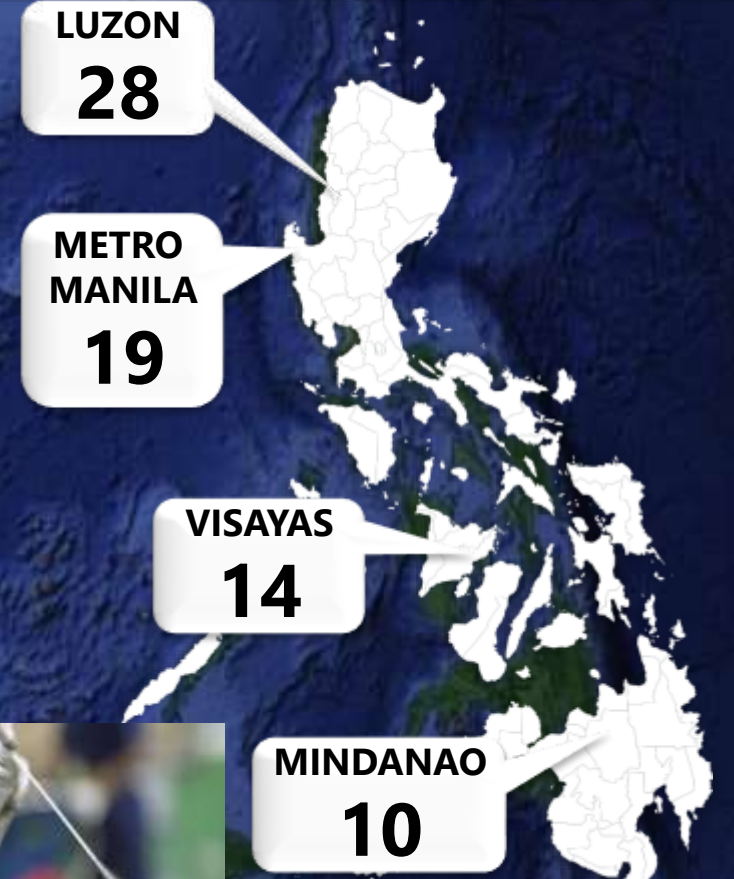 LUZON
28
METRO
MANILA
19
VISAYAS
14
MINDANAO
10